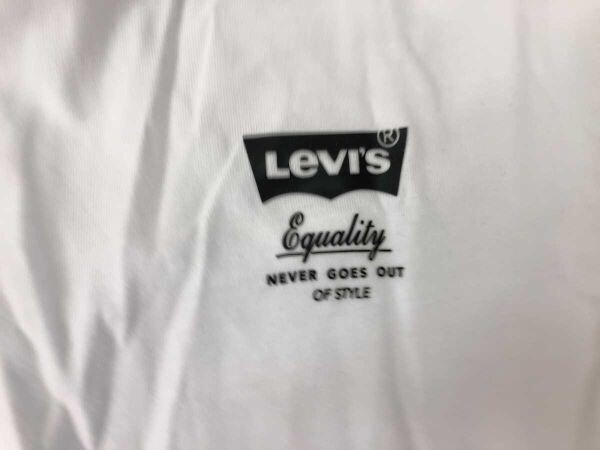 Levi's®
Equality
NEVER GOES OUT
OF STYLE